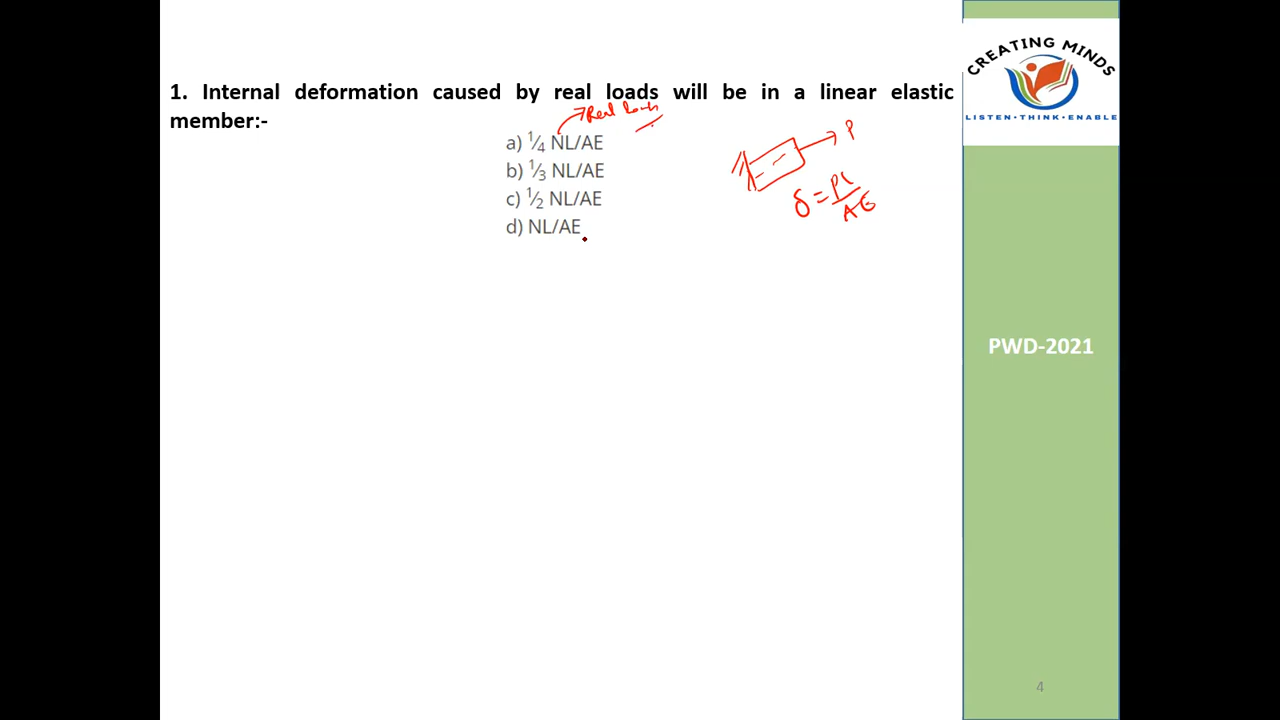 CREATING MINDS
LISTEN•THINK•ENABLE
1. Internal deformation caused by real loads will be in a linear elastic
member:-
Real loads
a) ¼ NL/AE
b) ⅓ NL/AE
c) ½ NL/AE
d) NL/AE
P
δ = PL/AE
PWD-2021
4